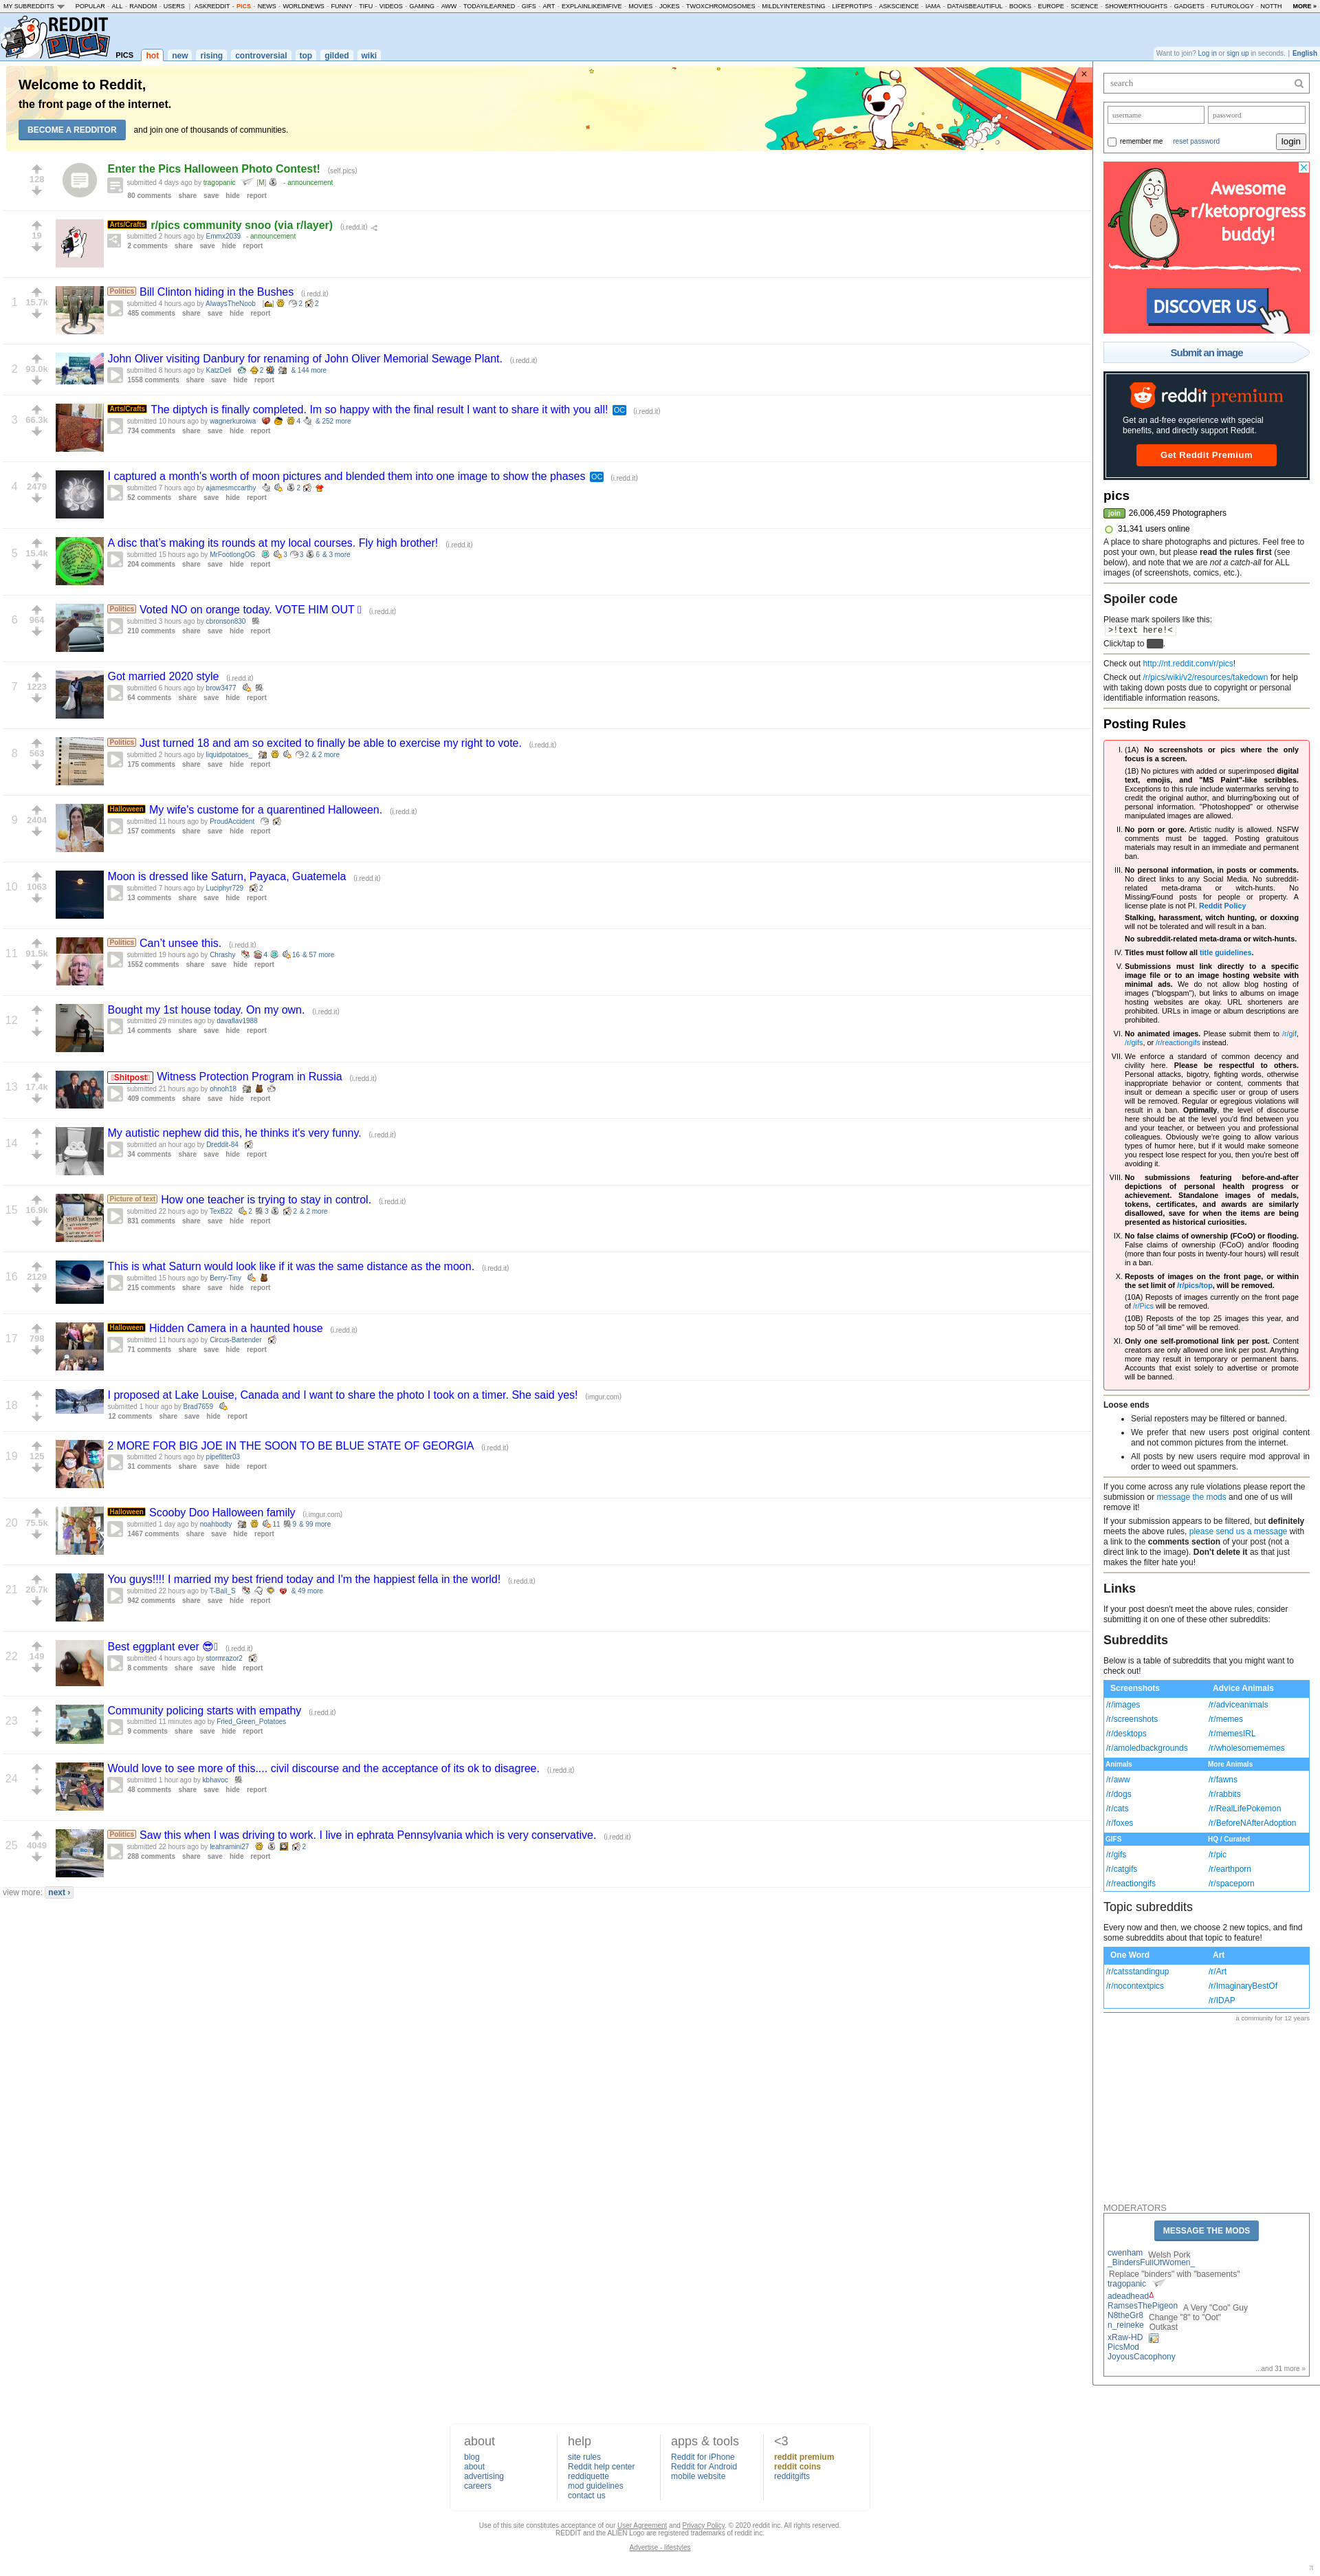 MY SUBREDDITS POPULAR - ALL - RANDOM - USERS | ASKREDDIT - PICS - NEWS - WORLDNEWS - FUNNY - TIFU - VIDEOS - GAMING - AWW - TODAYILEARNED - GIFS - ART - EXPLAINLIKEIMFIVE - MOVIES - JOKES - TWOXCHROMOSOMES - MILDLYINTERESTING - LIFEPROTIPS - ASKSCIENCE - IAMA - DATAISBEAUTIFUL - BOOKS - EUROPE - SCIENCE - SHOWERTHOUGHTS - GADGETS - FUTUROLOGY - NOTTH MORE »
REDDIT
PICS
PICS hot new rising controversial top gilded wiki
Want to join? Log in or sign up in seconds. | English
Welcome to Reddit,
the front page of the internet.
BECOME A REDDITOR and join one of thousands of communities.
128
Enter the Pics Halloween Photo Contest! (self.pics)
submitted 4 days ago by tragopanic [M] - announcement
80 comments share save hide report
19
Arts/Crafts r/pics community snoo (via r/layer) (i.redd.it)
submitted 2 hours ago by Emmx2039 - announcement
2 comments share save hide report
1 15.7k
Politics Bill Clinton hiding in the Bushes (i.redd.it)
submitted 4 hours ago by AlwaysTheNoob 2 2
485 comments share save hide report
2 93.0k
John Oliver visiting Danbury for renaming of John Oliver Memorial Sewage Plant. (i.redd.it)
submitted 8 hours ago by KatzDeli 2 & 144 more
1558 comments share save hide report
3 66.3k
Arts/Crafts The diptych is finally completed. Im so happy with the final result I want to share it with you all! OC (i.redd.it)
submitted 10 hours ago by wagnerkuroiwa 4 & 252 more
734 comments share save hide report
4 2479
I captured a month's worth of moon pictures and blended them into one image to show the phases OC (i.redd.it)
submitted 7 hours ago by ajamesmccarthy 2
52 comments share save hide report
5 15.4k
A disc that's making its rounds at my local courses. Fly high brother! (i.redd.it)
submitted 15 hours ago by MrFootlongOG 3 3 6 & 3 more
204 comments share save hide report
6 964
Politics Voted NO on orange today. VOTE HIM OUT (i.redd.it)
submitted 3 hours ago by cbronson830
210 comments share save hide report
7 1223
Got married 2020 style (i.redd.it)
submitted 6 hours ago by brow3477
64 comments share save hide report
8 563
Politics Just turned 18 and am so excited to finally be able to exercise my right to vote. (i.redd.it)
submitted 2 hours ago by liquidpotatoes_ 2 & 2 more
175 comments share save hide report
9 2404
Halloween My wife's custome for a quarentined Halloween. (i.redd.it)
submitted 11 hours ago by ProudAccident
157 comments share save hide report
10 1063
Moon is dressed like Saturn, Payaca, Guatemela (i.redd.it)
submitted 7 hours ago by Luciphyr729 2
13 comments share save hide report
11 91.5k
Politics Can't unsee this. (i.redd.it)
submitted 19 hours ago by Chrashy 4 16 & 57 more
1552 comments share save hide report
12 •
Bought my 1st house today. On my own. (i.redd.it)
submitted 29 minutes ago by davaflav1988
14 comments share save hide report
13 17.4k
Shitpost Witness Protection Program in Russia (i.redd.it)
submitted 21 hours ago by ohnoh18
409 comments share save hide report
14 •
My autistic nephew did this, he thinks it's very funny. (i.redd.it)
submitted an hour ago by Dreddit-84
34 comments share save hide report
15 16.9k
Picture of text How one teacher is trying to stay in control. (i.redd.it)
submitted 22 hours ago by TexB22 2 3 2 & 2 more
831 comments share save hide report
16 2129
This is what Saturn would look like if it was the same distance as the moon. (i.redd.it)
submitted 15 hours ago by Berry-Tiny
215 comments share save hide report
17 798
Halloween Hidden Camera in a haunted house (i.redd.it)
submitted 11 hours ago by Circus-Bartender
71 comments share save hide report
18 •
I proposed at Lake Louise, Canada and I want to share the photo I took on a timer. She said yes! (imgur.com)
submitted 1 hour ago by Brad7659
12 comments share save hide report
19 125
2 MORE FOR BIG JOE IN THE SOON TO BE BLUE STATE OF GEORGIA (i.redd.it)
submitted 2 hours ago by pipefitter03
31 comments share save hide report
20 75.5k
Halloween Scooby Doo Halloween family (i.imgur.com)
submitted 1 day ago by noahbodty 11 9 & 99 more
1467 comments share save hide report
21 26.7k
You guys!!!! I married my best friend today and I'm the happiest fella in the world! (i.redd.it)
submitted 22 hours ago by T-Ball_S & 49 more
942 comments share save hide report
22 149
Best eggplant ever 😎 (i.redd.it)
submitted 4 hours ago by stormrazor2
8 comments share save hide report
23 •
Community policing starts with empathy (i.redd.it)
submitted 11 minutes ago by Fried_Green_Potatoes
9 comments share save hide report
24 •
Would love to see more of this.... civil discourse and the acceptance of its ok to disagree. (i.redd.it)
submitted 1 hour ago by kbhavoc
48 comments share save hide report
25 4049
Politics Saw this when I was driving to work. I live in ephrata Pennsylvania which is very conservative. (i.redd.it)
submitted 22 hours ago by leahramini27 2
288 comments share save hide report
view more: next ›
search
username password
remember me reset password login
Awesome
r/ketoprogress
buddy!
DISCOVER US
Submit an image
reddit premium
Get an ad-free experience with special
benefits, and directly support Reddit.
Get Reddit Premium
pics
join 26,006,459 Photographers
31,341 users online
A place to share photographs and pictures. Feel free to
post your own, but please read the rules first (see
below), and note that we are not a catch-all for ALL
images (of screenshots, comics, etc.).
Spoiler code
Please mark spoilers like this:
>!text here!<
Click/tap to .
Check out http://nt.reddit.com/r/pics!
Check out /r/pics/wiki/v2/resources/takedown for help
with taking down posts due to copyright or personal
identifiable information reasons.
Posting Rules
I. (1A) No screenshots or pics where the only
focus is a screen.
(1B) No pictures with added or superimposed digital
text, emojis, and "MS Paint"-like scribbles.
Exceptions to this rule include watermarks serving to
credit the original author, and blurring/boxing out of
personal information. "Photoshopped" or otherwise
manipulated images are allowed.
II. No porn or gore. Artistic nudity is allowed. NSFW
comments must be tagged. Posting gratuitous
materials may result in an immediate and permanent
ban.
III. No personal information, in posts or comments.
No direct links to any Social Media. No subreddit-
related meta-drama or witch-hunts. No
Missing/Found posts for people or property. A
license plate is not PI. Reddit Policy
Stalking, harassment, witch hunting, or doxxing
will not be tolerated and will result in a ban.
No subreddit-related meta-drama or witch-hunts.
IV. Titles must follow all title guidelines.
V. Submissions must link directly to a specific
image file or to an image hosting website with
minimal ads. We do not allow blog hosting of
images ("blogspam"), but links to albums on image
hosting websites are okay. URL shorteners are
prohibited. URLs in image or album descriptions are
prohibited.
VI. No animated images. Please submit them to /r/gif,
/r/gifs, or /r/reactiongifs instead.
VII. We enforce a standard of common decency and
civility here. Please be respectful to others.
Personal attacks, bigotry, fighting words, otherwise
inappropriate behavior or content, comments that
insult or demean a specific user or group of users
will be removed. Regular or egregious violations will
result in a ban. Optimally, the level of discourse
here should be at the level you'd find between you
and your teacher, or between you and professional
colleagues. Obviously we're going to allow various
types of humor here, but if it would make someone
you respect lose respect for you, then you're best off
avoiding it.
VIII. No submissions featuring before-and-after
depictions of personal health progress or
achievement. Standalone images of medals,
tokens, certificates, and awards are similarly
disallowed, save for when the items are being
presented as historical curiosities.
IX. No false claims of ownership (FCoO) or flooding.
False claims of ownership (FCoO) and/or flooding
(more than four posts in twenty-four hours) will result
in a ban.
X. Reposts of images on the front page, or within
the set limit of /r/pics/top, will be removed.
(10A) Reposts of images currently on the front page
of /r/Pics will be removed.
(10B) Reposts of the top 25 images this year, and
top 50 of "all time" will be removed.
XI. Only one self-promotional link per post. Content
creators are only allowed one link per post. Anything
more may result in temporary or permanent bans.
Accounts that exist solely to advertise or promote
will be banned.
Loose ends
• Serial reposters may be filtered or banned.
• We prefer that new users post original content
and not common pictures from the internet.
• All posts by new users require mod approval in
order to weed out spammers.
If you come across any rule violations please report the
submission or message the mods and one of us will
remove it!
If your submission appears to be filtered, but definitely
meets the above rules, please send us a message with
a link to the comments section of your post (not a
direct link to the image). Don't delete it as that just
makes the filter hate you!
Links
If your post doesn't meet the above rules, consider
submitting it on one of these other subreddits:
Subreddits
Below is a table of subreddits that you might want to
check out!
Screenshots Advice Animals
/r/images /r/adviceanimals
/r/screenshots /r/memes
/r/desktops /r/memesIRL
/r/amoledbackgrounds /r/wholesomememes
Animals More Animals
/r/aww /r/fawns
/r/dogs /r/rabbits
/r/cats /r/RealLifePokemon
/r/foxes /r/BeforeNAfterAdoption
GIFS HQ / Curated
/r/gifs /r/pic
/r/catgifs /r/earthporn
/r/reactiongifs /r/spaceporn
Topic subreddits
Every now and then, we choose 2 new topics, and find
some subreddits about that topic to feature!
One Word Art
/r/catsstandingup /r/Art
/r/nocontextpics /r/ImaginaryBestOf
/r/IDAP
a community for 12 years
MODERATORS
MESSAGE THE MODS
cwenham Welsh Pork
_BindersFullOfWomen_
Replace "binders" with "basements"
tragopanic
adeadheadΔ
RamsesThePigeon A Very "Coo" Guy
N8theGr8 Change "8" to "Oot"
n_reineke Outkast
xRaw-HD
PicsMod
JoyousCacophony
...and 31 more »
about
blog
about
advertising
careers
help
site rules
Reddit help center
reddiquette
mod guidelines
contact us
apps & tools
Reddit for iPhone
Reddit for Android
mobile website
<3
reddit premium
reddit coins
redditgifts
Use of this site constitutes acceptance of our User Agreement and Privacy Policy. © 2020 reddit inc. All rights reserved.
REDDIT and the ALIEN Logo are registered trademarks of reddit inc.
Advertise - lifestyles
π